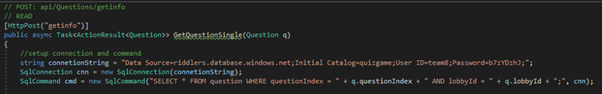 // POST: api/Questions/getinfo
// READ
[HttpPost("getinfo")]
public async Task<ActionResult<Question>> GetQuestionSingle(Question q)
{
//setup connection and command
string connetionString = "Data Source=riddlers.database.windows.net;Initial Catalog=quizgame;User ID=team8;Password=b7zYDzhJ;";
SqlConnection cnn = new SqlConnection(connetionString);
SqlCommand cmd = new SqlCommand("SELECT * FROM question WHERE questionIndex = " + q.questionIndex + " AND lobbyId = " + q.lobbyId + ";", cnn);